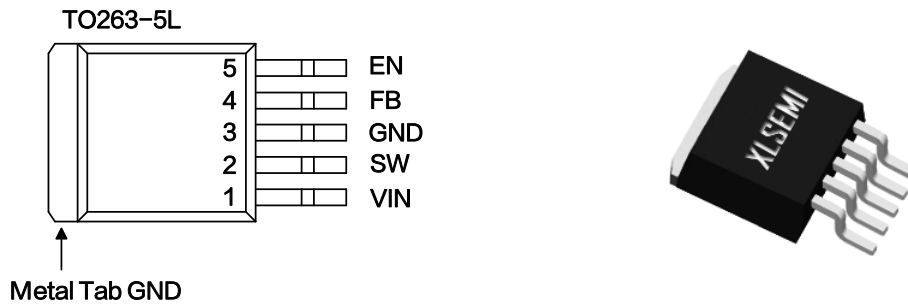 TO263-5L
5 EN
4 FB
3 GND
2 SW
1 VIN
Metal Tab GND
XLSEMI